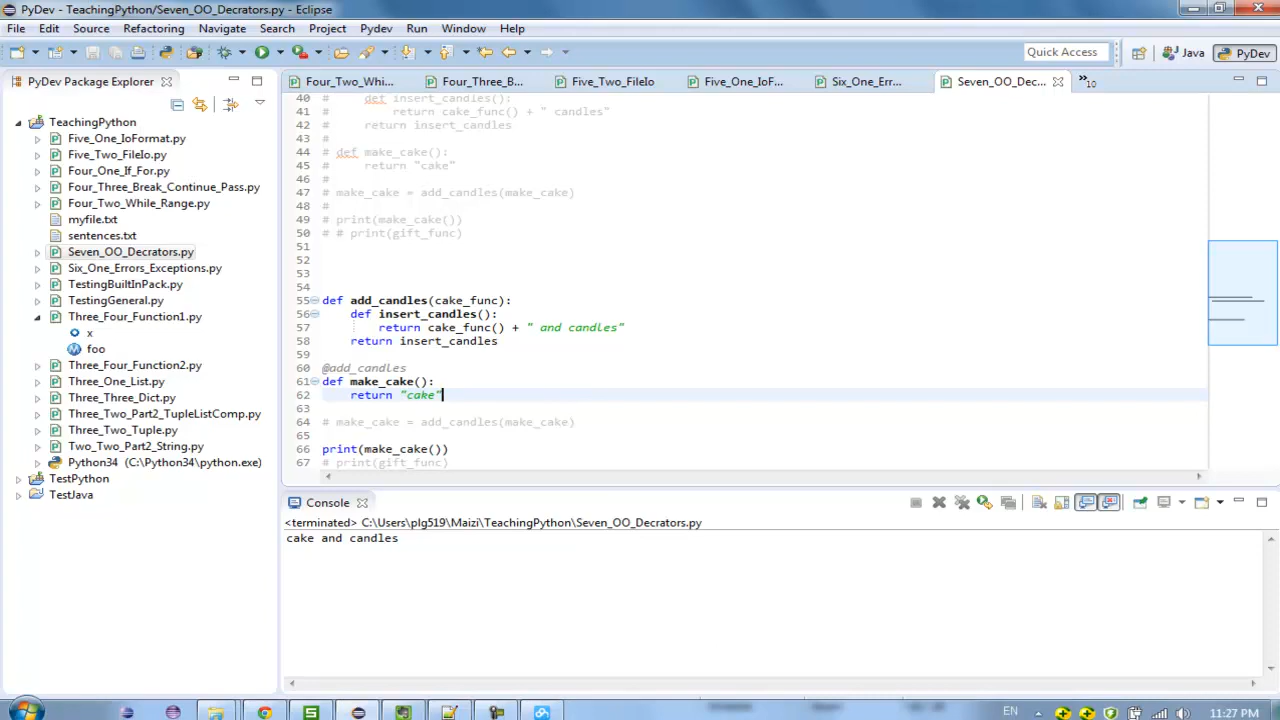 PyDev - TeachingPython/Seven_OO_Decrators.py - Eclipse
File Edit Source Refactoring Navigate Search Project Pydev Run Window Help
Quick Access
Java
PyDev
PyDev Package Explorer
Four_Two_Whi...
Four_Three_B...
Five_Two_FileIo
Five_One_IoF...
Six_One_Err...
Seven_OO_Dec...
»10
TeachingPython
Five_One_IoFormat.py
Five_Two_FileIo.py
Four_One_If_For.py
Four_Three_Break_Continue_Pass.py
Four_Two_While_Range.py
myfile.txt
sentences.txt
Seven_OO_Decrators.py
Six_One_Errors_Exceptions.py
TestingBuiltInPack.py
TestingGeneral.py
Three_Four_Function1.py
x
foo
Three_Four_Function2.py
Three_One_List.py
Three_Three_Dict.py
Three_Two_Part2_TupleListComp.py
Three_Two_Tuple.py
Two_Two_Part2_String.py
Python34 (C:\Python34\python.exe)
TestPython
TestJava
40 # def insert_candles():
41 # return cake_func() + " candles"
42 # return insert_candles
43 #
44 # def make_cake():
45 # return "cake"
46 #
47 # make_cake = add_candles(make_cake)
48 #
49 # print(make_cake())
50 # # print(gift_func)
51
52
53
54
55 def add_candles(cake_func):
56 def insert_candles():
57 return cake_func() + " and candles"
58 return insert_candles
59
60 @add_candles
61 def make_cake():
62 return "cake"
63
64 # make_cake = add_candles(make_cake)
65
66 print(make_cake())
67 # print(gift_func)
Console
<terminated> C:\Users\plg519\Maizi\TeachingPython\Seven_OO_Decrators.py
cake and candles
EN
11:27 PM